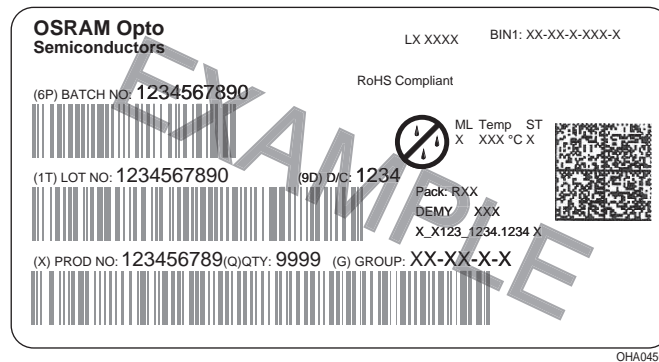 OSRAM Opto
Semiconductors
LX XXXX
BIN1: XX-XX-X-XXX-X
RoHS Compliant
(6P) BATCH NO: 1234567890
ML Temp ST
X XXX °C X
(1T) LOT NO: 1234567890 (9D) D/C: 1234
Pack: RXX
DEMY XXX
X_X123_1234.1234 X
(X) PROD NO: 123456789(Q)QTY: 9999 (G) GROUP: XX-XX-X-X
EXAMPLE
OHA045